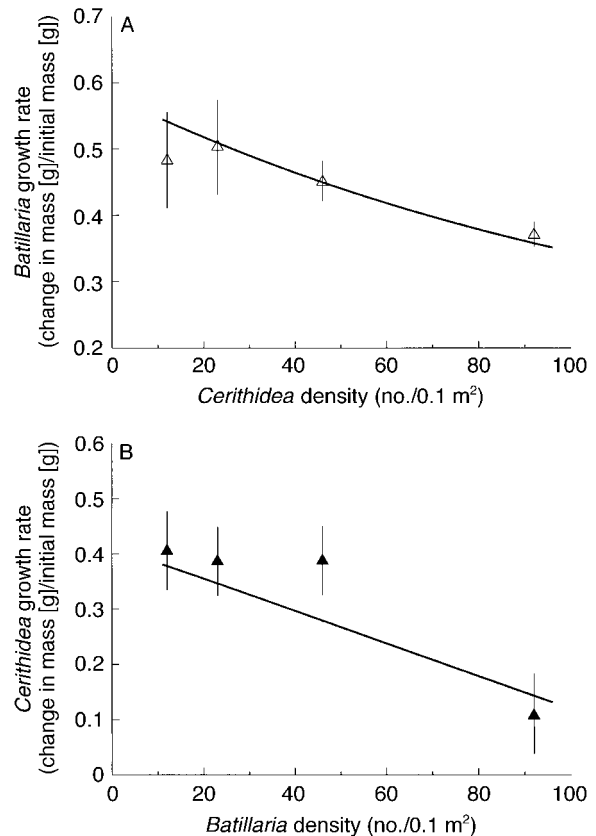 A
0.7
0.6
0.5
0.4
0.3
0.2
Batillaria growth rate
(change in mass [g]/initial mass [g])
0 20 40 60 80 100
Cerithidea density (no./0.1 m²)
B
0.6
0.5
0.4
0.3
0.2
0.1
0
Cerithidea growth rate
(change in mass [g]/initial mass [g])
0 20 40 60 80 100
Batillaria density (no./0.1 m²)